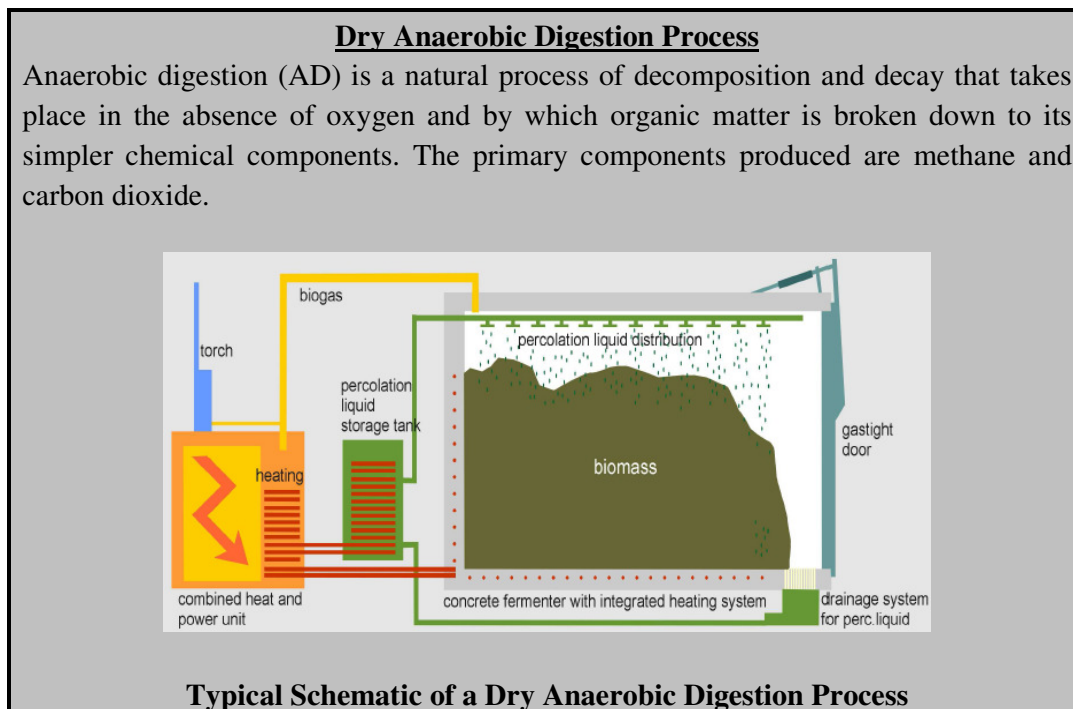 Dry Anaerobic Digestion Process
Anaerobic digestion (AD) is a natural process of decomposition and decay that takes
place in the absence of oxygen and by which organic matter is broken down to its
simpler chemical components. The primary components produced are methane and
carbon dioxide.
biogas
torch
percolation liquid distribution
percolation
liquid
storage tank
gastight
door
heating
biomass
combined heat and
power unit
concrete fermenter with integrated heating system
drainage system
for perc.liquid
Typical Schematic of a Dry Anaerobic Digestion Process